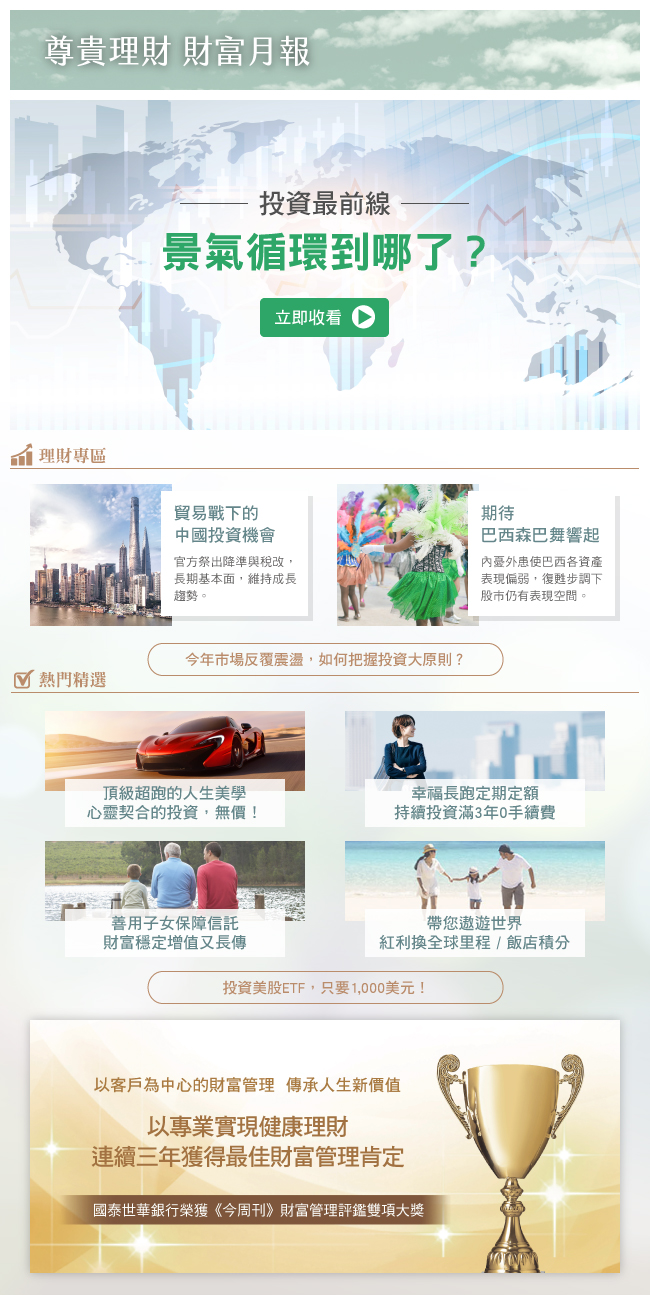 尊貴理財 財富月報
投資最前線
景氣循環到哪了？
立即收看
理財專區
貿易戰下的
中國投資機會
官方祭出降準與稅改，
長期基本面，維持成長
趨勢。
期待
巴西森巴舞響起
內憂外患使巴西各資產
表現偏弱，復甦步調下
股市仍有表現空間。
今年市場反覆震盪，如何把握投資大原則？
熱門精選
頂級超跑的人生美學
心靈契合的投資，無價！
幸福長跑定期定額
持續投資滿3年0手續費
善用子女保障信託
財富穩定增值又長傳
帶您遨遊世界
紅利換全球里程 / 飯店積分
投資美股ETF，只要1,000美元！
以客戶為中心的財富管理 傳承人生新價值
以專業實現健康理財
連續三年獲得最佳財富管理肯定
國泰世華銀行榮獲《今周刊》財富管理評鑑雙項大獎